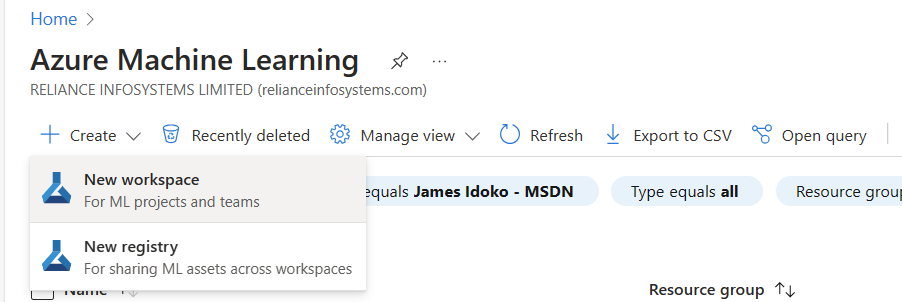 Home
Azure Machine Learning
RELIANCE INFOSYSTEMS LIMITED (relianceinfosystems.com)
Create Recently deleted Manage view Refresh Export to CSV Open query
New workspace
For ML projects and teams
equals James Idoko - MSDN Type equals all Resource group
New registry
For sharing ML assets across workspaces
Name Resource group